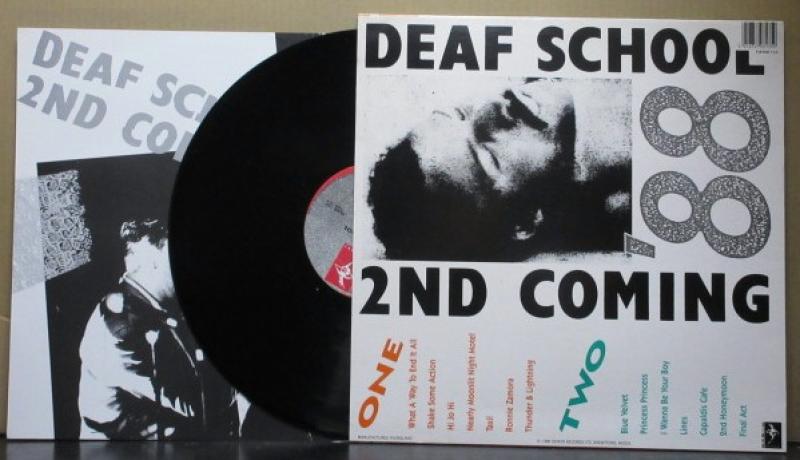 DEAF SCHOOL
2ND COMING
'88
ONE
What A Way To End It All
Shake Some Action
Hi Jo Hi
Nearly Moonlit Night Motel
Taxi!
Ronnie Zamora
Thunder & Lightning
TWO
Blue Velvet
Princess Princess
I Wanna Be Your Boy
Lines
Capaldis Cafe
2nd Honeymoon
Final Act
DEAF SC
2ND CO